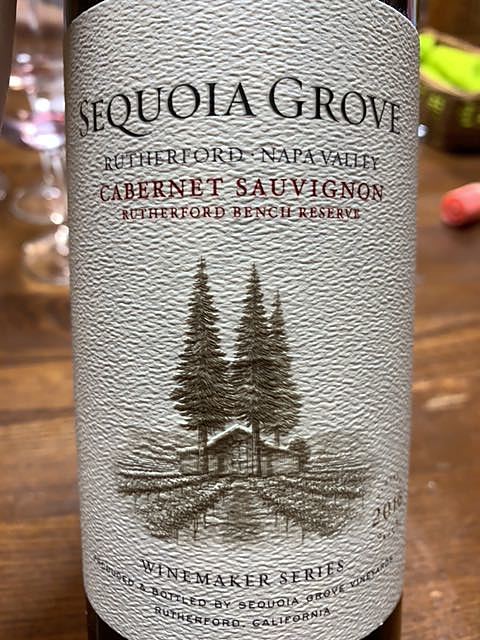 SEQUOIA GROVE
RUTHERFORD · NAPA VALLEY
CABERNET SAUVIGNON
RUTHERFORD BENCH RESERVE
WINEMAKER SERIES
PRODUCED & BOTTLED BY SEQUOIA GROVE VINEYARDS
RUTHERFORD, CALIFORNIA